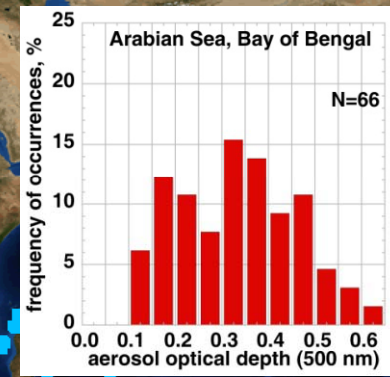 Arabian Sea, Bay of Bengal
N=66
frequency of occurrences, %
25
20
15
10
5
0
0.0 0.1 0.2 0.3 0.4 0.5 0.6
aerosol optical depth (500 nm)